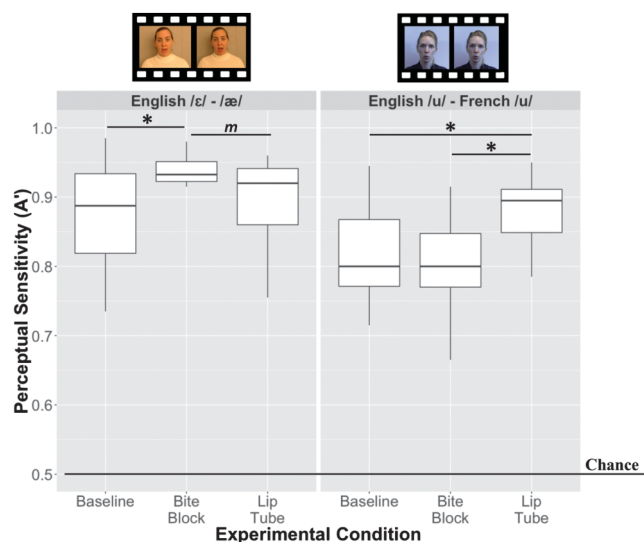 English /ε/ - /æ/
English /u/ - French /u/
*
m
*
*
Perceptual Sensitivity (A')
1.0
0.9
0.8
0.7
0.6
0.5
Chance
Baseline
Bite
Block
Lip
Tube
Baseline
Bite
Block
Lip
Tube
Experimental Condition